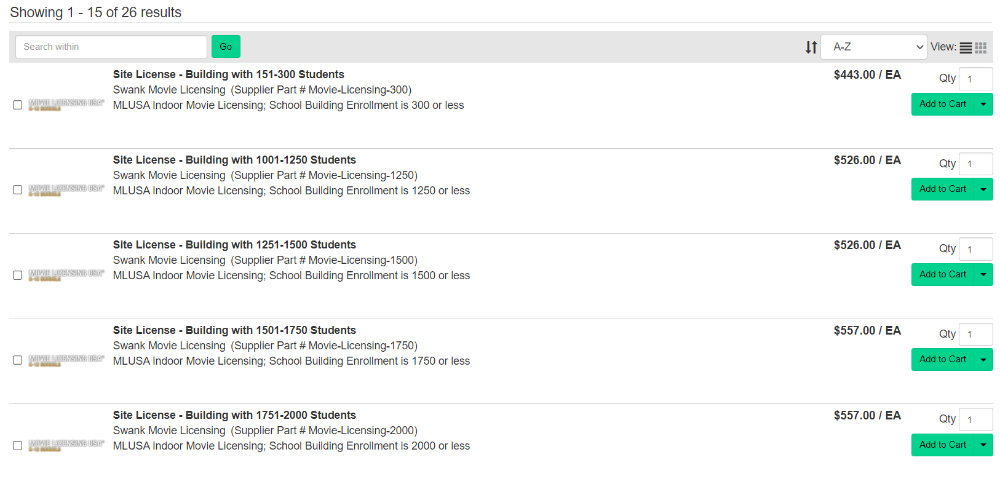 Showing 1 - 15 of 26 results
Search within Go A-Z View:
Site License - Building with 151-300 Students $443.00 / EA Qty 1
Swank Movie Licensing (Supplier Part # Movie-Licensing-300)
MOVIE LICENSING USA MLUSA Indoor Movie Licensing; School Building Enrollment is 300 or less Add to Cart
K-12 SCHOOLS
Site License - Building with 1001-1250 Students $526.00 / EA Qty 1
Swank Movie Licensing (Supplier Part # Movie-Licensing-1250)
MOVIE LICENSING USA MLUSA Indoor Movie Licensing; School Building Enrollment is 1250 or less Add to Cart
K-12 SCHOOLS
Site License - Building with 1251-1500 Students $526.00 / EA Qty 1
Swank Movie Licensing (Supplier Part # Movie-Licensing-1500)
MOVIE LICENSING USA MLUSA Indoor Movie Licensing; School Building Enrollment is 1500 or less Add to Cart
K-12 SCHOOLS
Site License - Building with 1501-1750 Students $557.00 / EA Qty 1
Swank Movie Licensing (Supplier Part # Movie-Licensing-1750)
MOVIE LICENSING USA MLUSA Indoor Movie Licensing; School Building Enrollment is 1750 or less Add to Cart
K-12 SCHOOLS
Site License - Building with 1751-2000 Students $557.00 / EA Qty 1
Swank Movie Licensing (Supplier Part # Movie-Licensing-2000)
MOVIE LICENSING USA MLUSA Indoor Movie Licensing; School Building Enrollment is 2000 or less Add to Cart
K-12 SCHOOLS